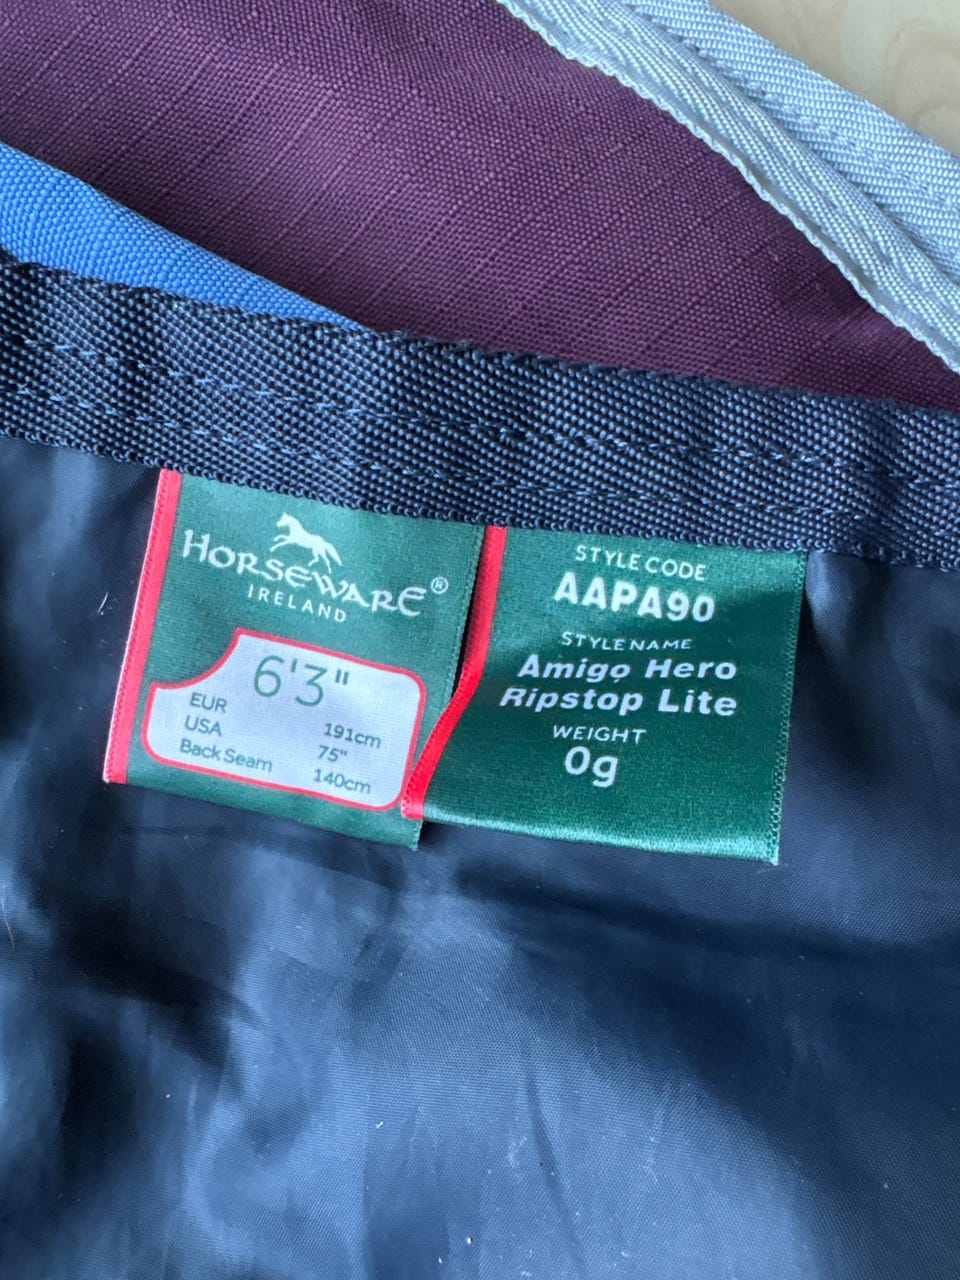 HORSEWARE®
IRELAND
6'3"
EUR 191cm
USA 75"
Back Seam 140cm
STYLE CODE
AAPA90
STYLE NAME
Amigo Hero
Ripstop Lite
WEIGHT
0g